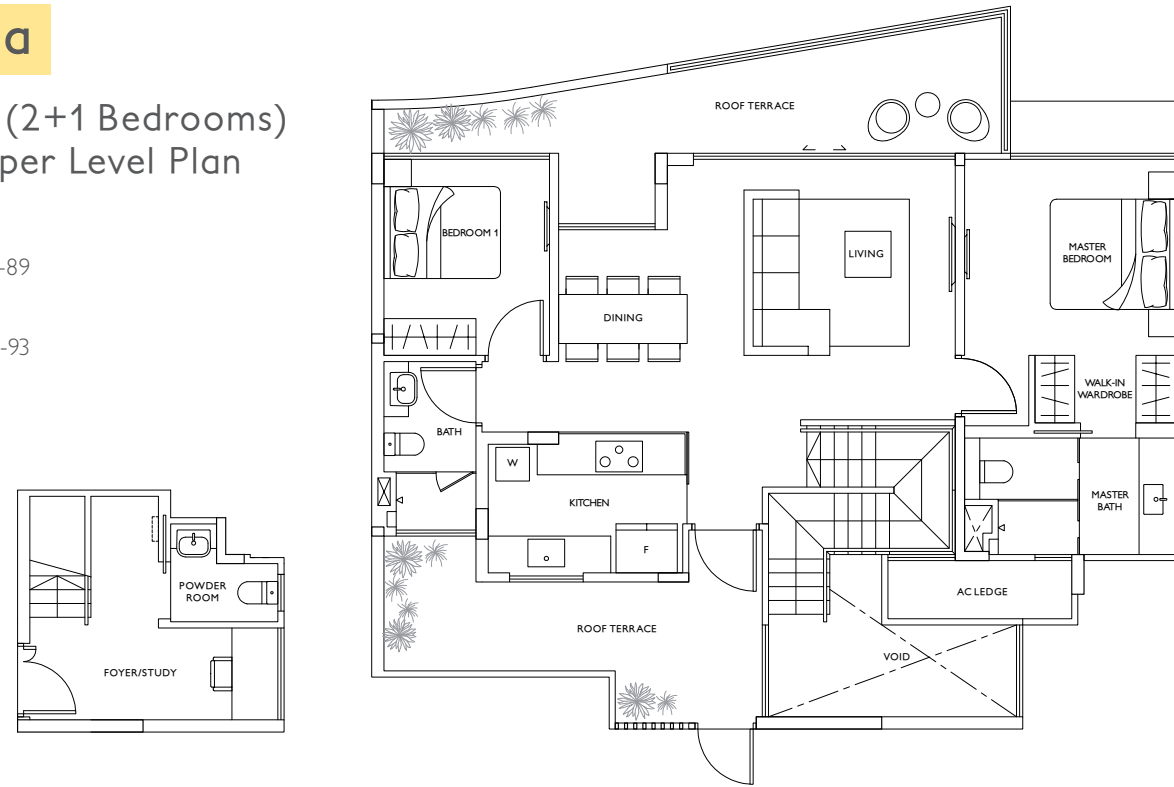 a
(2+1 Bedrooms)
per Level Plan
-89
-93
ROOF TERRACE
BEDROOM 1
LIVING
MASTER
BEDROOM
DINING
WALK-IN
WARDROBE
BATH
W
KITCHEN
MASTER
BATH
F
POWDER
ROOM
AC LEDGE
ROOF TERRACE
VOID
FOYER/STUDY